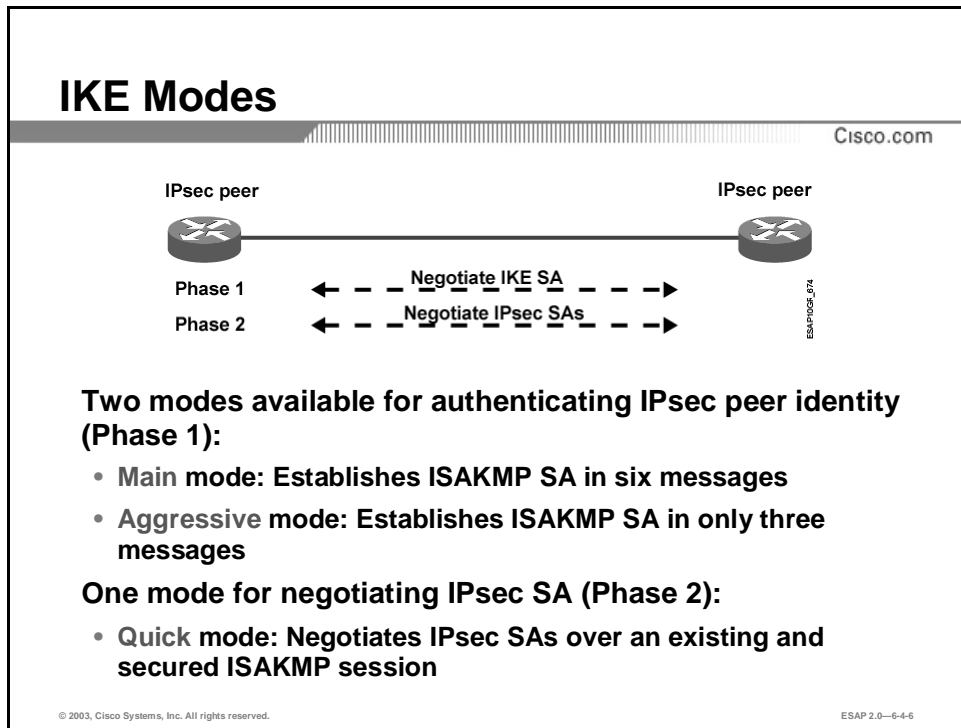 IKE Modes
Cisco.com
IPsec peer
IPsec peer
Phase 1
Negotiate IKE SA
Phase 2
Negotiate IPsec SAs
ESAP10GF_674
Two modes available for authenticating IPsec peer identity
(Phase 1):
• Main mode: Establishes ISAKMP SA in six messages
• Aggressive mode: Establishes ISAKMP SA in only three
messages
One mode for negotiating IPsec SA (Phase 2):
• Quick mode: Negotiates IPsec SAs over an existing and
secured ISAKMP session
© 2003, Cisco Systems, Inc. All rights reserved.
ESAP 2.0—6-4-6